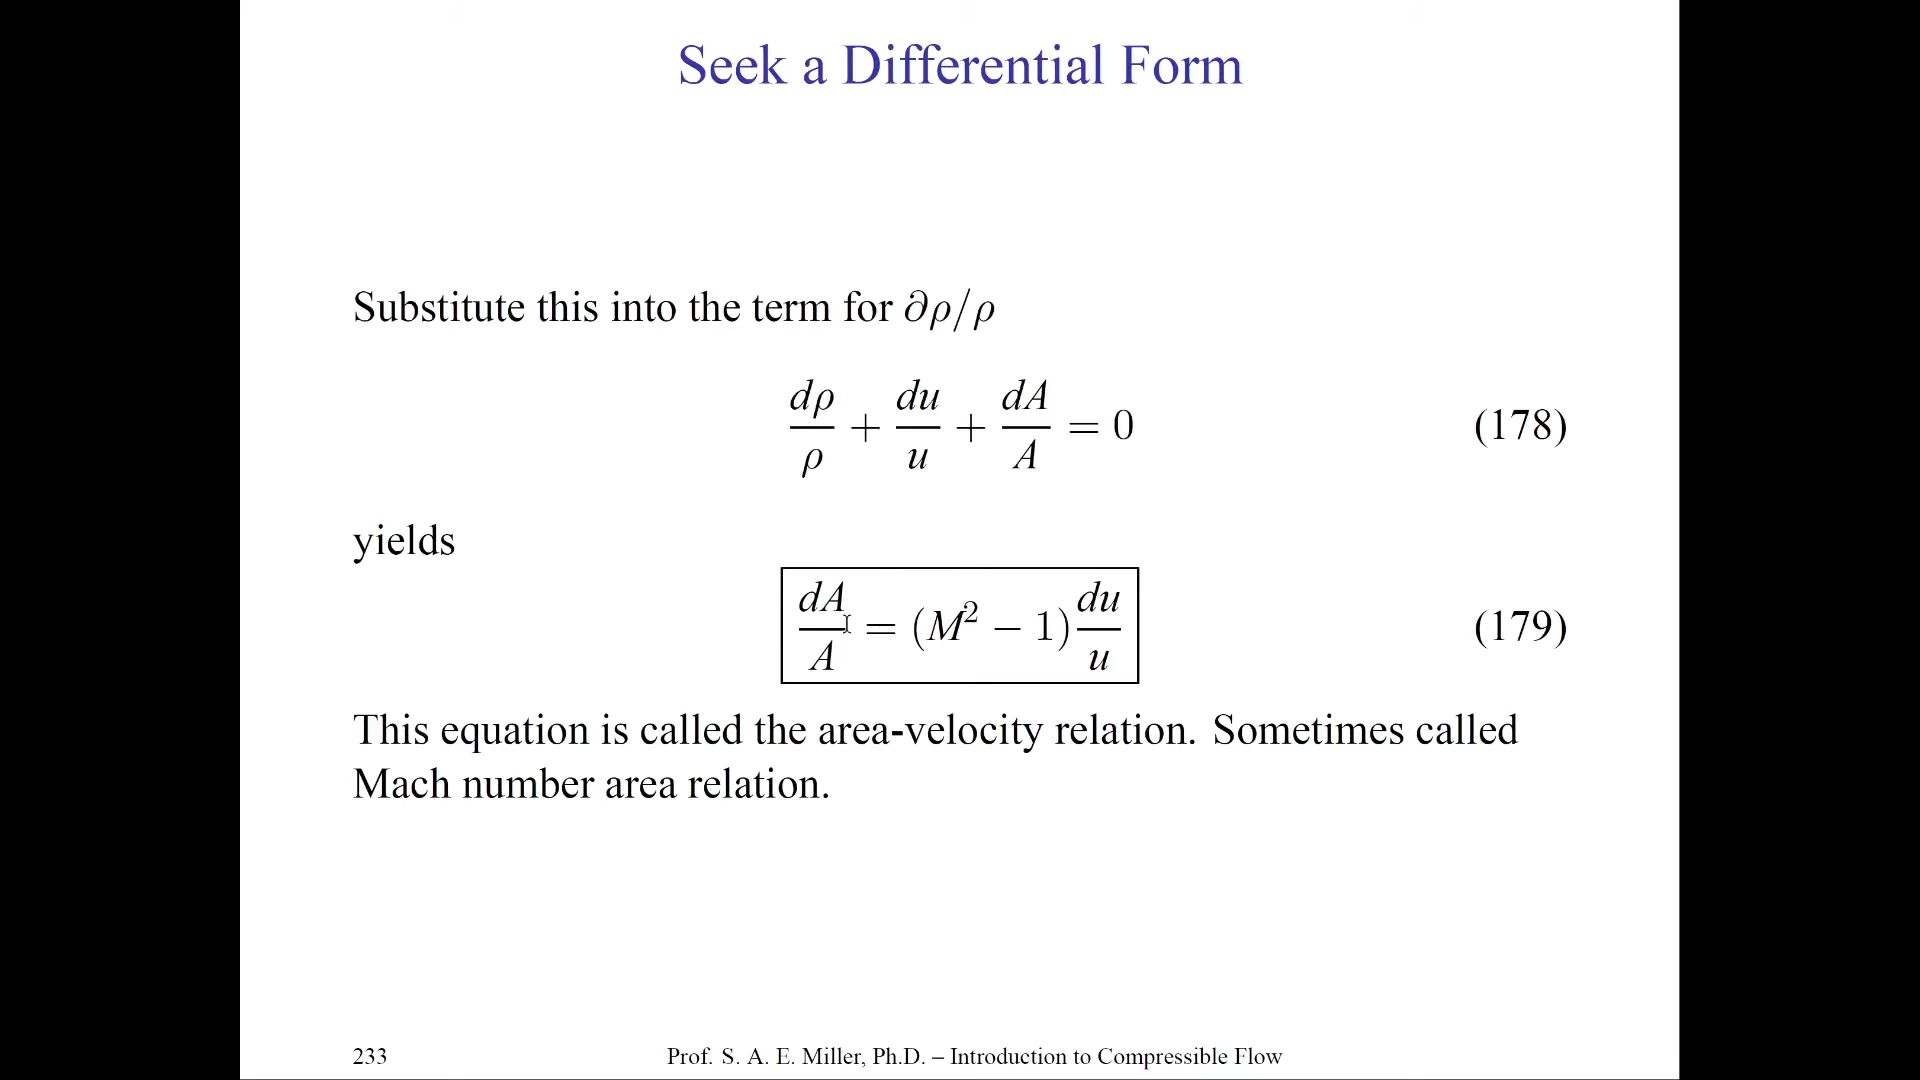 Seek a Differential Form
Substitute this into the term for ∂ρ/ρ
dρ/ρ + du/u + dA/A = 0 (178)
yields
dA/A = (M² − 1) du/u (179)
This equation is called the area-velocity relation. Sometimes called
Mach number area relation.
233 Prof. S. A. E. Miller, Ph.D. – Introduction to Compressible Flow